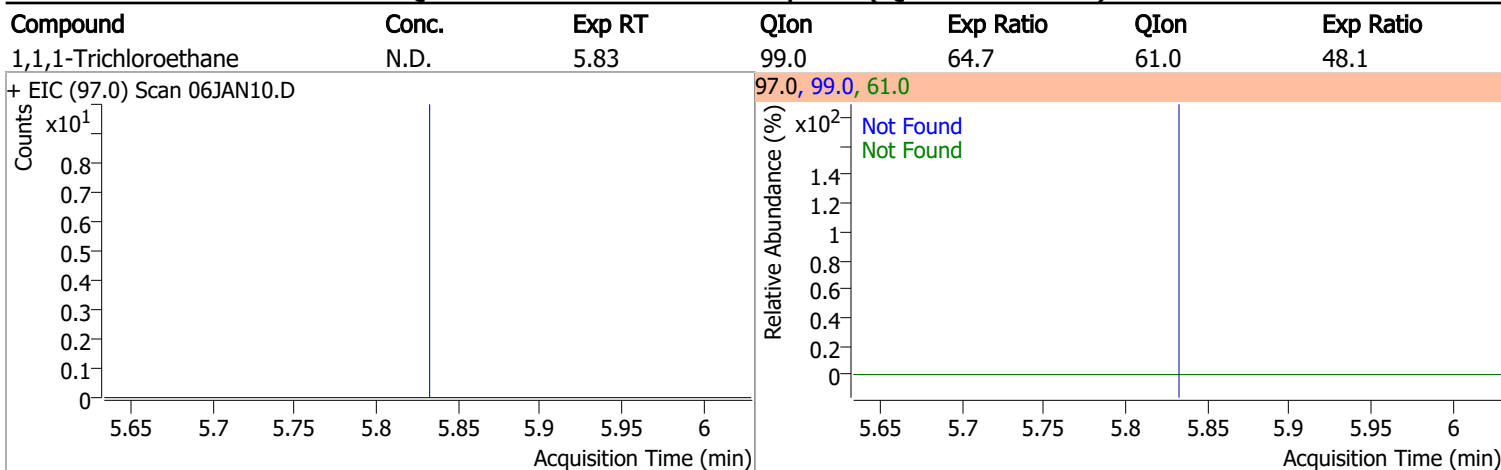 Compound Conc. Exp RT QIon Exp Ratio QIon Exp Ratio
1,1,1-Trichloroethane N.D. 5.83 99.0 64.7 61.0 48.1
+ EIC (97.0) Scan 06JAN10.D
Counts
x101
0.8
0.7
0.6
0.5
0.4
0.3
0.2
0.1
0
5.65 5.7 5.75 5.8 5.85 5.9 5.95 6
Acquisition Time (min)
97.0, 99.0, 61.0
Relative Abundance (%)
x102
Not Found
Not Found
1.4
1.2
1
0.8
0.6
0.4
0.2
0
5.65 5.7 5.75 5.8 5.85 5.9 5.95 6
Acquisition Time (min)